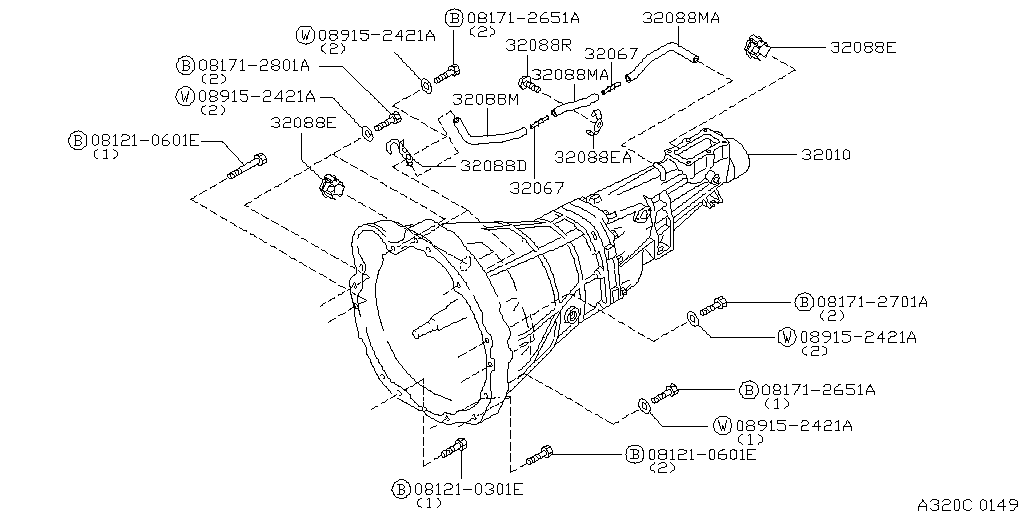 Ⓑ08171-2651A
(2)
32088MA
Ⓦ08915-2421A
(2)
32088R
32067
32088E
Ⓑ08171-2801A
(2)
32088MA
Ⓦ08915-2421A
(2)
32088M
32088E
Ⓑ08121-0601E
(1)
32088EA
32010
32088D
32067
Ⓑ08171-2701A
(2)
Ⓦ08915-2421A
(2)
Ⓑ08171-2651A
(1)
Ⓦ08915-2421A
(1)
Ⓑ08121-0601E
(2)
Ⓑ08121-0301E
(1)
A320C 0149